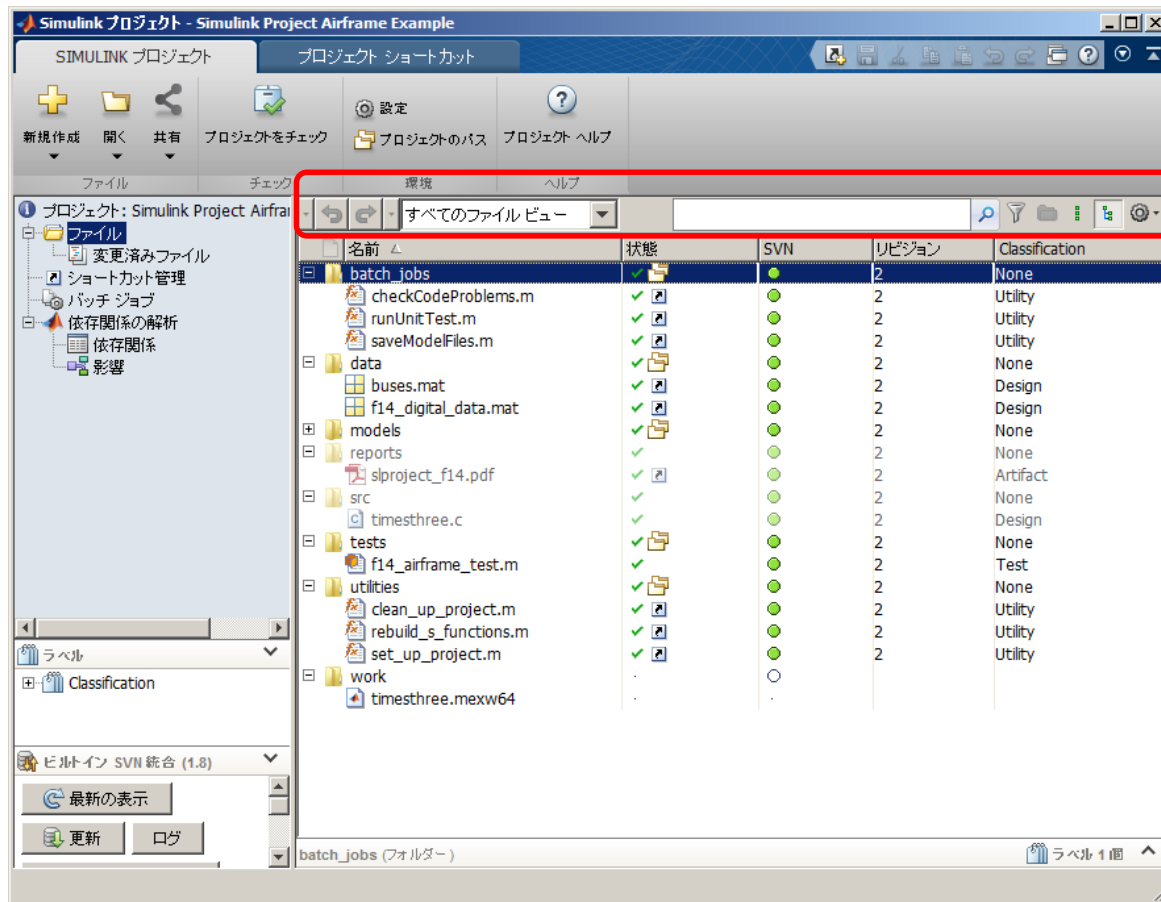 Simulink プロジェクト - Simulink Project Airframe Example
SIMULINK プロジェクト
プロジェクト ショートカット
新規作成
開く
共有
プロジェクトをチェック
設定
プロジェクトのパス
プロジェクト ヘルプ
ファイル
チェック
環境
ヘルプ
プロジェクト: Simulink Project Airfrai
ファイル
変更済みファイル
ショートカット管理
バッチ ジョブ
依存関係の解析
依存関係
影響
すべてのファイル ビュー
名前 状態 SVN リビジョン Classification
batch_jobs 2 None
checkCodeProblems.m 2 Utility
runUnitTest.m 2 Utility
saveModelFiles.m 2 Utility
data 2 None
buses.mat 2 Design
f14_digital_data.mat 2 Design
models 2 None
reports 2 None
slproject_f14.pdf 2 Artifact
src 2 None
timesthree.c 2 Design
tests 2 None
f14_airframe_test.m 2 Test
utilities 2 None
clean_up_project.m 2 Utility
rebuild_s_functions.m 2 Utility
set_up_project.m 2 Utility
work
timesthree.mexw64
ラベル
Classification
ビルトイン SVN 統合 (1.8)
最新の表示
更新
ログ
batch_jobs (フォルダー)
ラベル 1 個